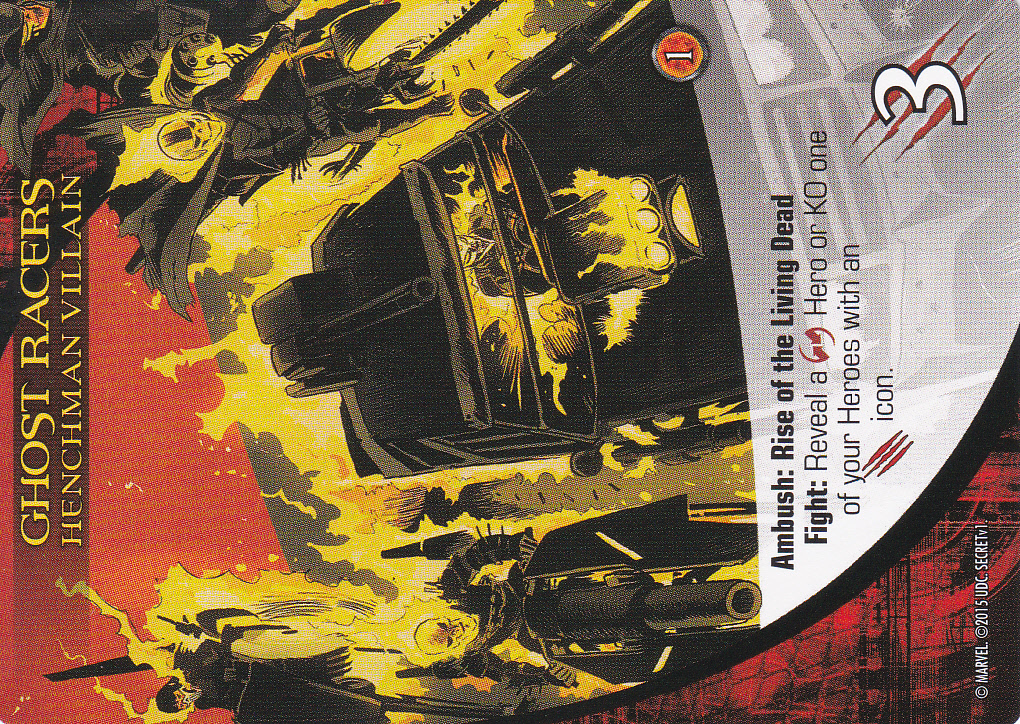 GHOST RACERS
HENCHMAN VILLAIN
1
Ambush: Rise of the Living Dead
Fight: Reveal a Hero or KO one
of your Heroes with an
icon.
3
© MARVEL. ©2015 UDC. SECRETv1.